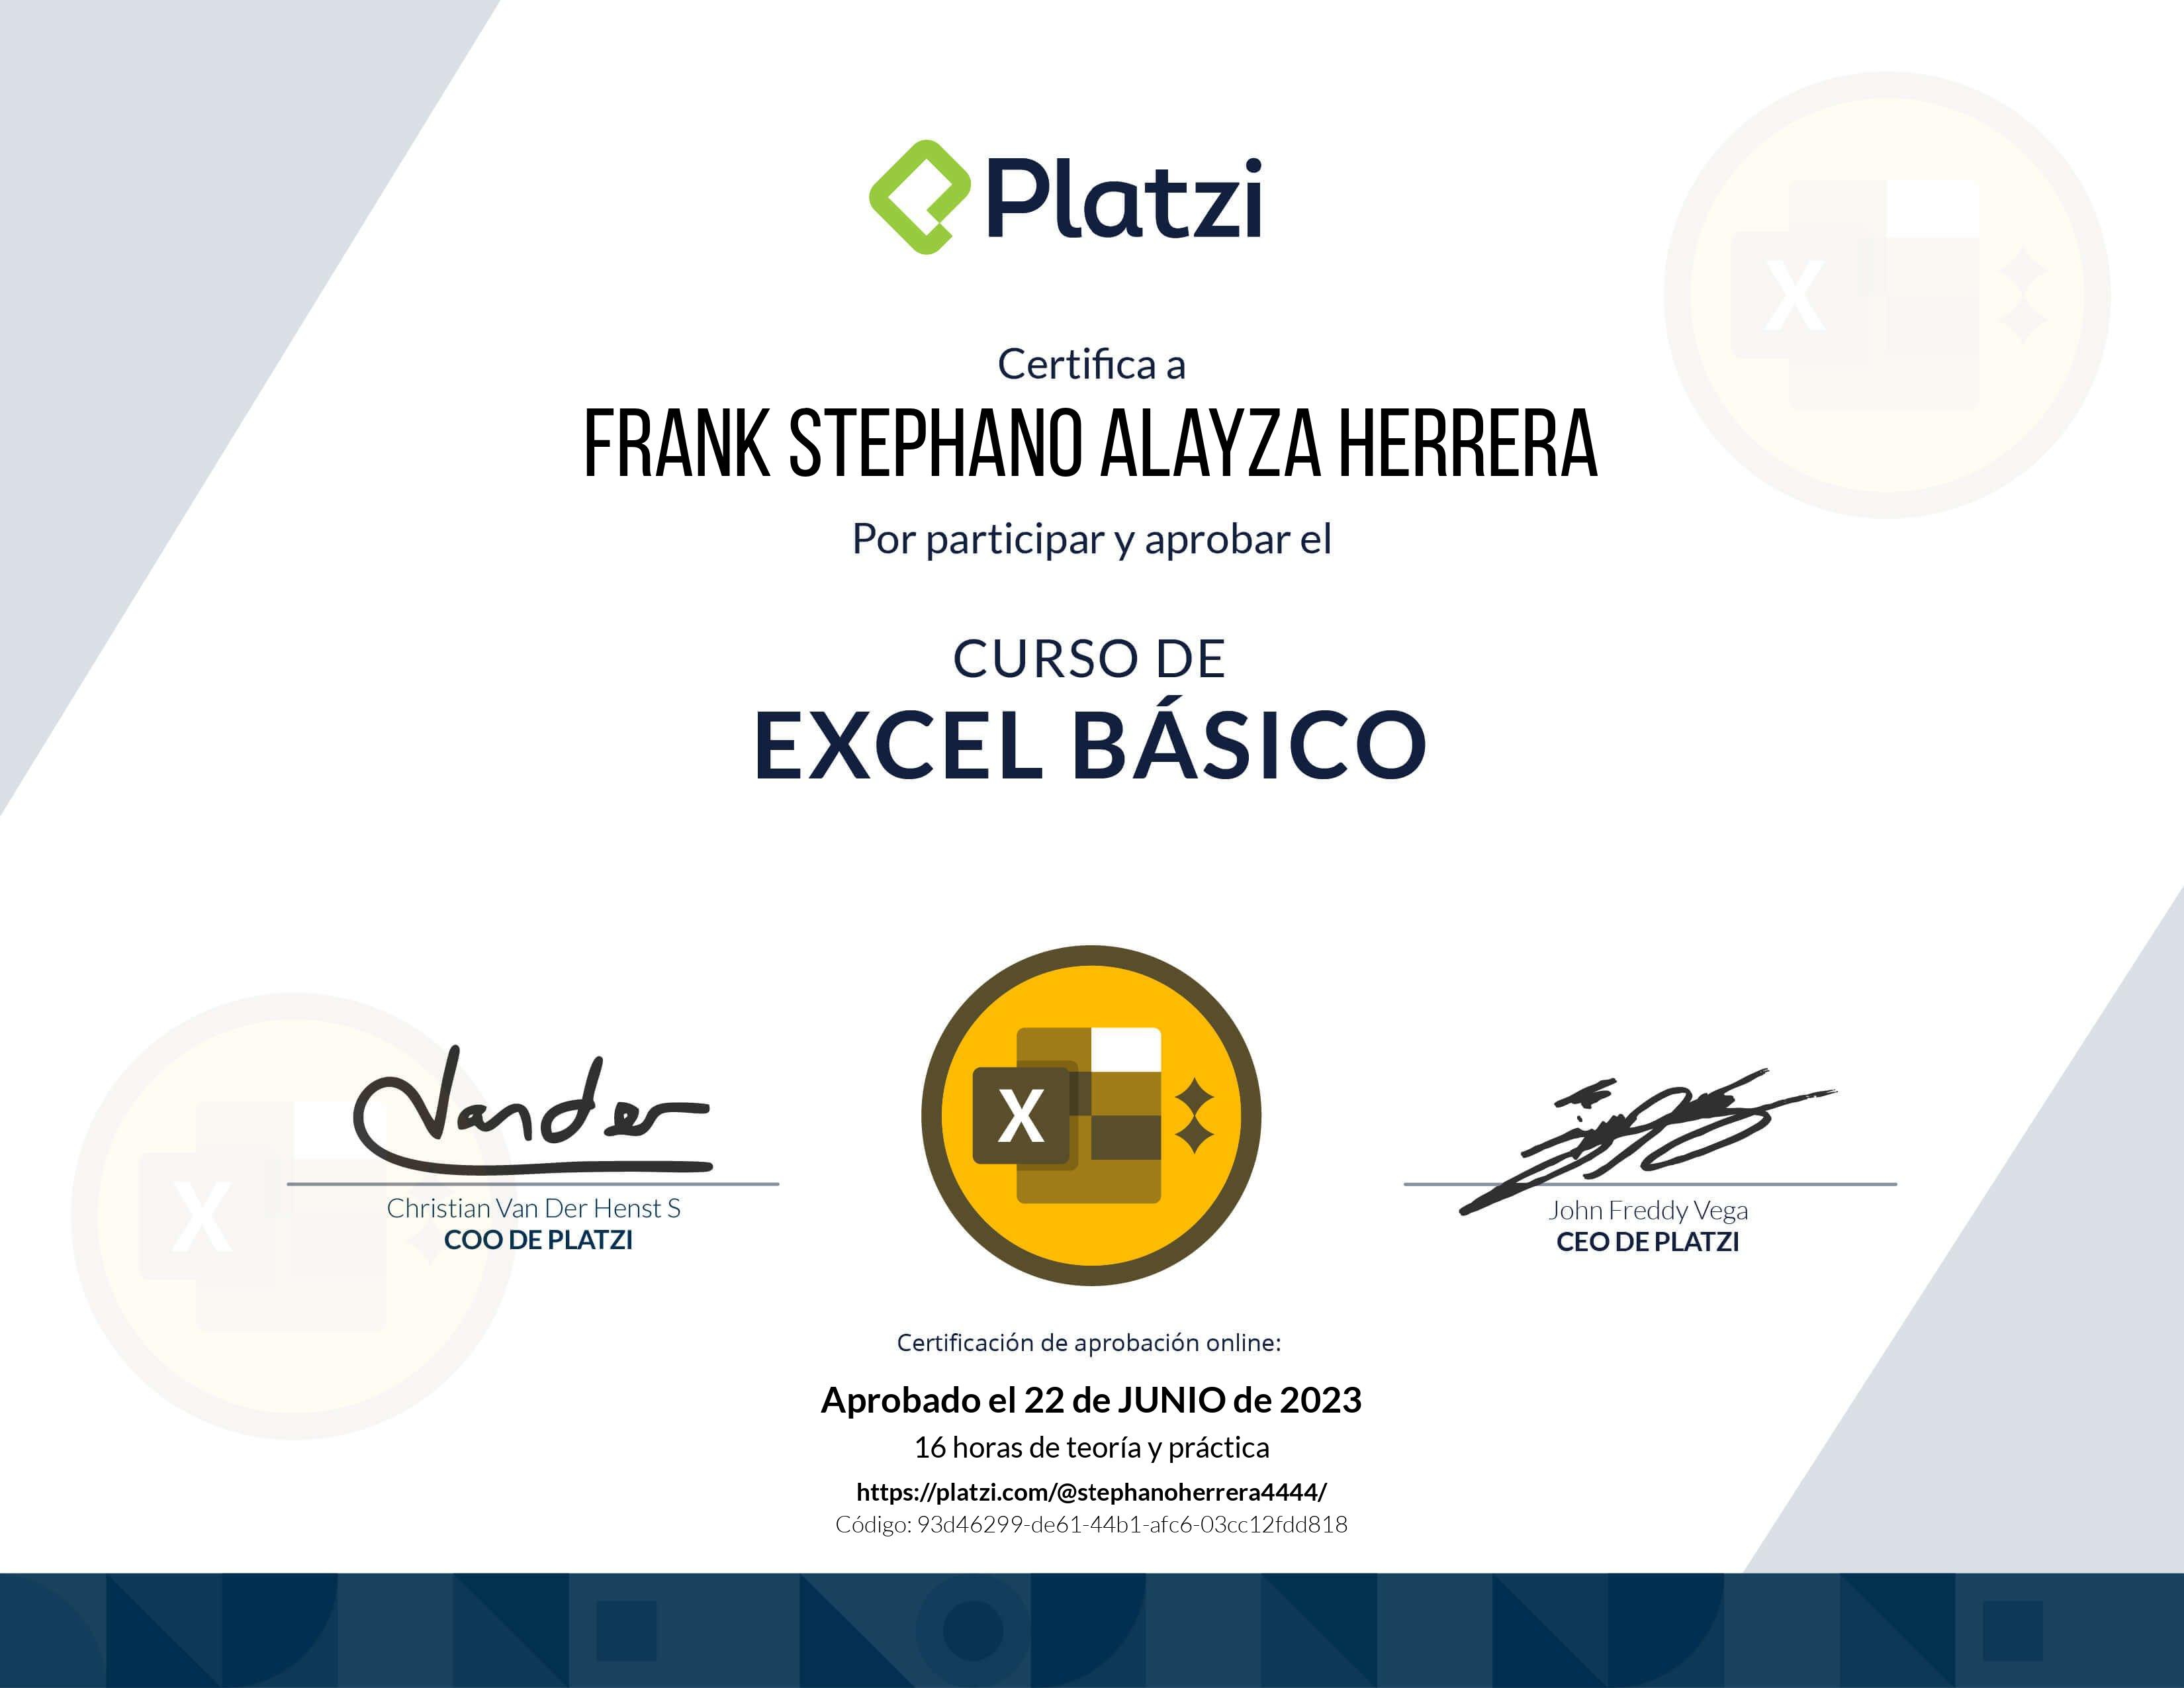 Platzi
Certifica a
FRANK STEPHANO ALAYZA HERRERA
Por participar y aprobar el
CURSO DE
EXCEL BÁSICO
X
X
Vander
X
Christian Van Der Henst S
COO DE PLATZI
John Freddy Vega
CEO DE PLATZI
Certificación de aprobación online:
Aprobado el 22 de JUNIO de 2023
16 horas de teoría y práctica
https://platzi.com/@stephanoherrera4444/
Código: 93d46299-de61-44b1-afc6-03cc12fdd818